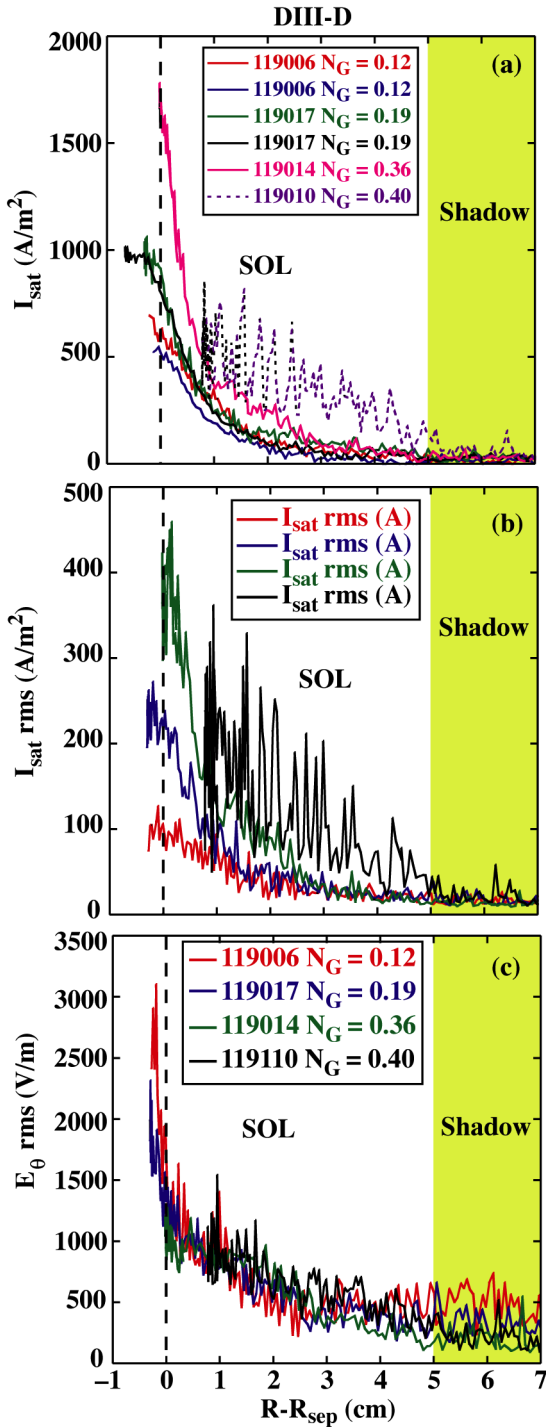 DIII-D
2000
1500
1000
500
0
I_sat (A/m²)
119006 N_G = 0.12
119006 N_G = 0.12
119017 N_G = 0.19
119017 N_G = 0.19
119014 N_G = 0.36
119010 N_G = 0.40
(a)
SOL
Shadow
500
400
300
200
100
0
I_sat rms (A/m²)
I_sat rms (A)
I_sat rms (A)
I_sat rms (A)
I_sat rms (A)
(b)
SOL
Shadow
3500
3000
2500
2000
1500
1000
500
0
E_θ rms (V/m)
119006 N_G = 0.12
119017 N_G = 0.19
119014 N_G = 0.36
119110 N_G = 0.40
(c)
SOL
Shadow
−1 0 1 2 3 4 5 6 7
R-R_sep (cm)